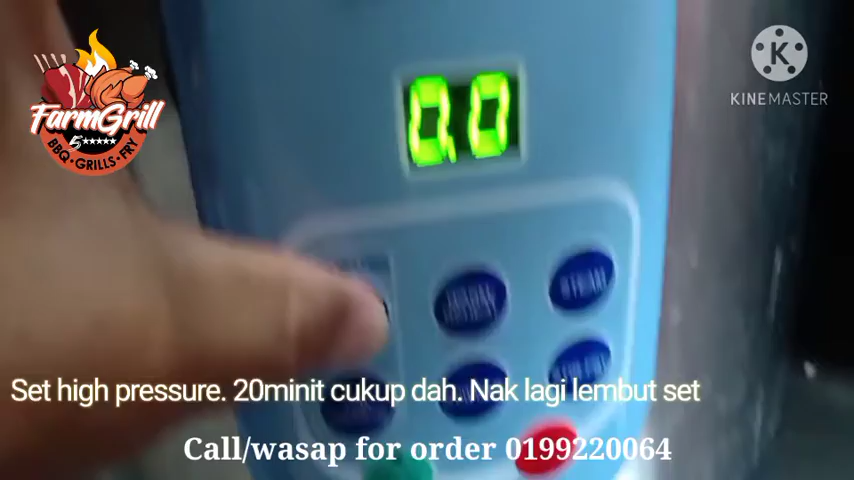 FarmGrill
5★★★★★
BBQ • GRILLS • FRY
K
KINEMASTER
0.0
Set high pressure. 20minit cukup dah. Nak lagi lembut set
Call/wasap for order 0199220064